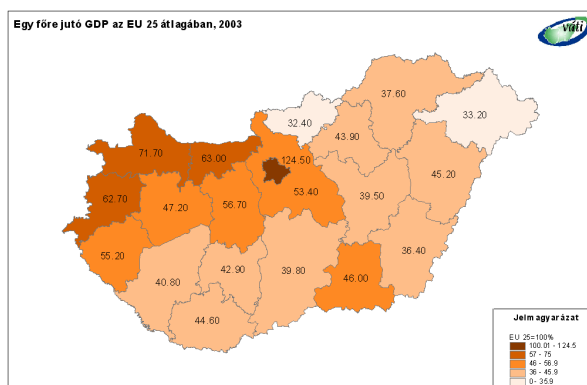 Egy főre jutó GDP az EU 25 átlagában, 2003
váti
37.60
32.40
33.20
43.90
71.70
63.00
124.50
45.20
62.70
47.20
56.70
53.40
39.50
55.20
36.40
40.80
42.90
39.80
46.00
44.60
Jelmagyarázat
EU 25=100%
100.01 - 124.5
57 - 75
46 - 56.9
36 - 45.9
0 - 35.9